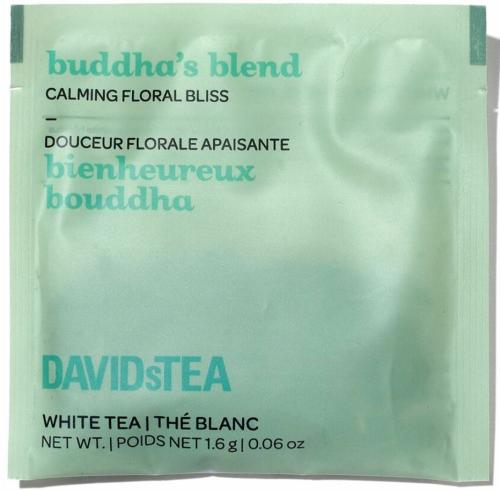 buddha's blend
CALMING FLORAL BLISS
—
DOUCEUR FLORALE APAISANTE
bienheureux
bouddha
DAVIDsTEA
WHITE TEA | THÉ BLANC
NET WT. | POIDS NET 1.6 g | 0.06 oz